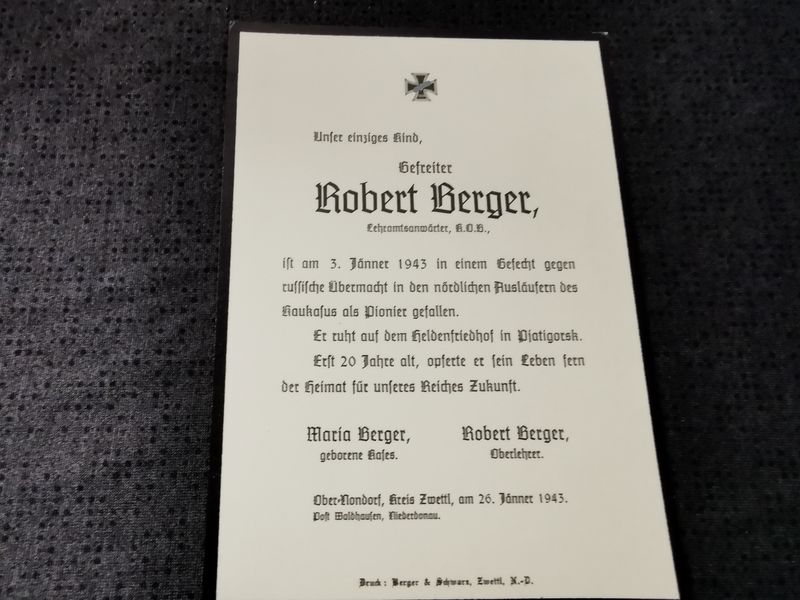 Unser einziges Kind,
Gefreiter
Robert Berger,
Lehramtsanwärter, K.O.B.,
ist am 3. Jänner 1943 in einem Gefecht gegen
russische Übermacht in den nördlichen Ausläufern des
Kaukasus als Pionier gefallen.
Er ruht auf dem Heldenfriedhof in Pjatigorsk.
Erst 20 Jahre alt, opferte er sein Leben fern
der Heimat für unseres Reiches Zukunft.
Maria Berger, Robert Berger,
geborene Kases. Oberlehrer.
Ober-Nondorf, Kreis Zwettl, am 26. Jänner 1943.
Post Waldhausen, Niederdonau.
Druck: Berger & Schwarz, Zwettl, N.-D.